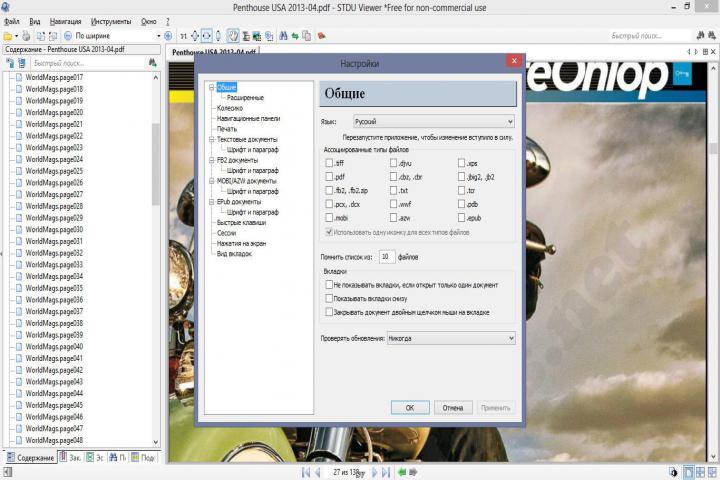 Penthouse USA 2013-04.pdf - STDU Viewer *Free for non-commercial use
Файл Вид Навигация Инструменты Окно ?
По ширине
Быстрый поиск...
Содержание - Penthouse USA 2013-04.pdf
Penthouse USA 2013-04.pdf
Быстрый поиск...
WorldMags.page017
WorldMags.page018
WorldMags.page019
WorldMags.page020
WorldMags.page021
WorldMags.page022
WorldMags.page023
WorldMags.page024
WorldMags.page025
WorldMags.page026
WorldMags.page027
WorldMags.page028
WorldMags.page029
WorldMags.page030
WorldMags.page031
WorldMags.page032
WorldMags.page033
WorldMags.page034
WorldMags.page035
WorldMags.page036
WorldMags.page037
WorldMags.page038
WorldMags.page039
WorldMags.page040
WorldMags.page041
WorldMags.page042
WorldMags.page043
WorldMags.page044
WorldMags.page045
WorldMags.page046
WorldMags.page047
WorldMags.page048
Содержание Зак. Эс П Поди
Настройки
Общие
Расширенные
Колесико
Навигационные панели
Печать
Текстовые документы
Шрифт и параграф
FB2 документы
Шрифт и параграф
MOBI/AZW документы
Шрифт и параграф
EPub документы
Шрифт и параграф
Быстрые клавиши
Сессии
Нажатия на экран
Вид вкладок
Общие
Язык: Русский
Перезапустите приложение, чтобы изменение вступило в силу.
Ассоциированные типы файлов
.tiff .djvu .xps
.pdf .cbz, .cbr .jbig2, .jb2
.fb2, .fb2.zip .txt .tcr
.pcx, .dcx .wwf .pdb
.mobi .azw .epub
Использовать одну иконку для всех типов файлов
Помнить список из: 10 файлов
Вкладки
Не показывать вкладки, если открыт только один документ
Показывать вкладки снизу
Закрывать документ двойным щелчком мыши на вкладке
Проверять обновления: Никогда
ОК Отмена Применить
eOnTop
.net
27 из 138